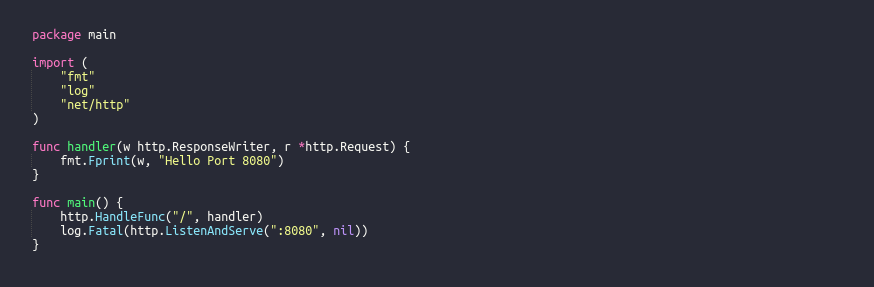 package main
import (
    "fmt"
    "log"
    "net/http"
)
func handler(w http.ResponseWriter, r *http.Request) {
    fmt.Fprint(w, "Hello Port 8080")
}
func main() {
    http.HandleFunc("/", handler)
    log.Fatal(http.ListenAndServe(":8080", nil))
}